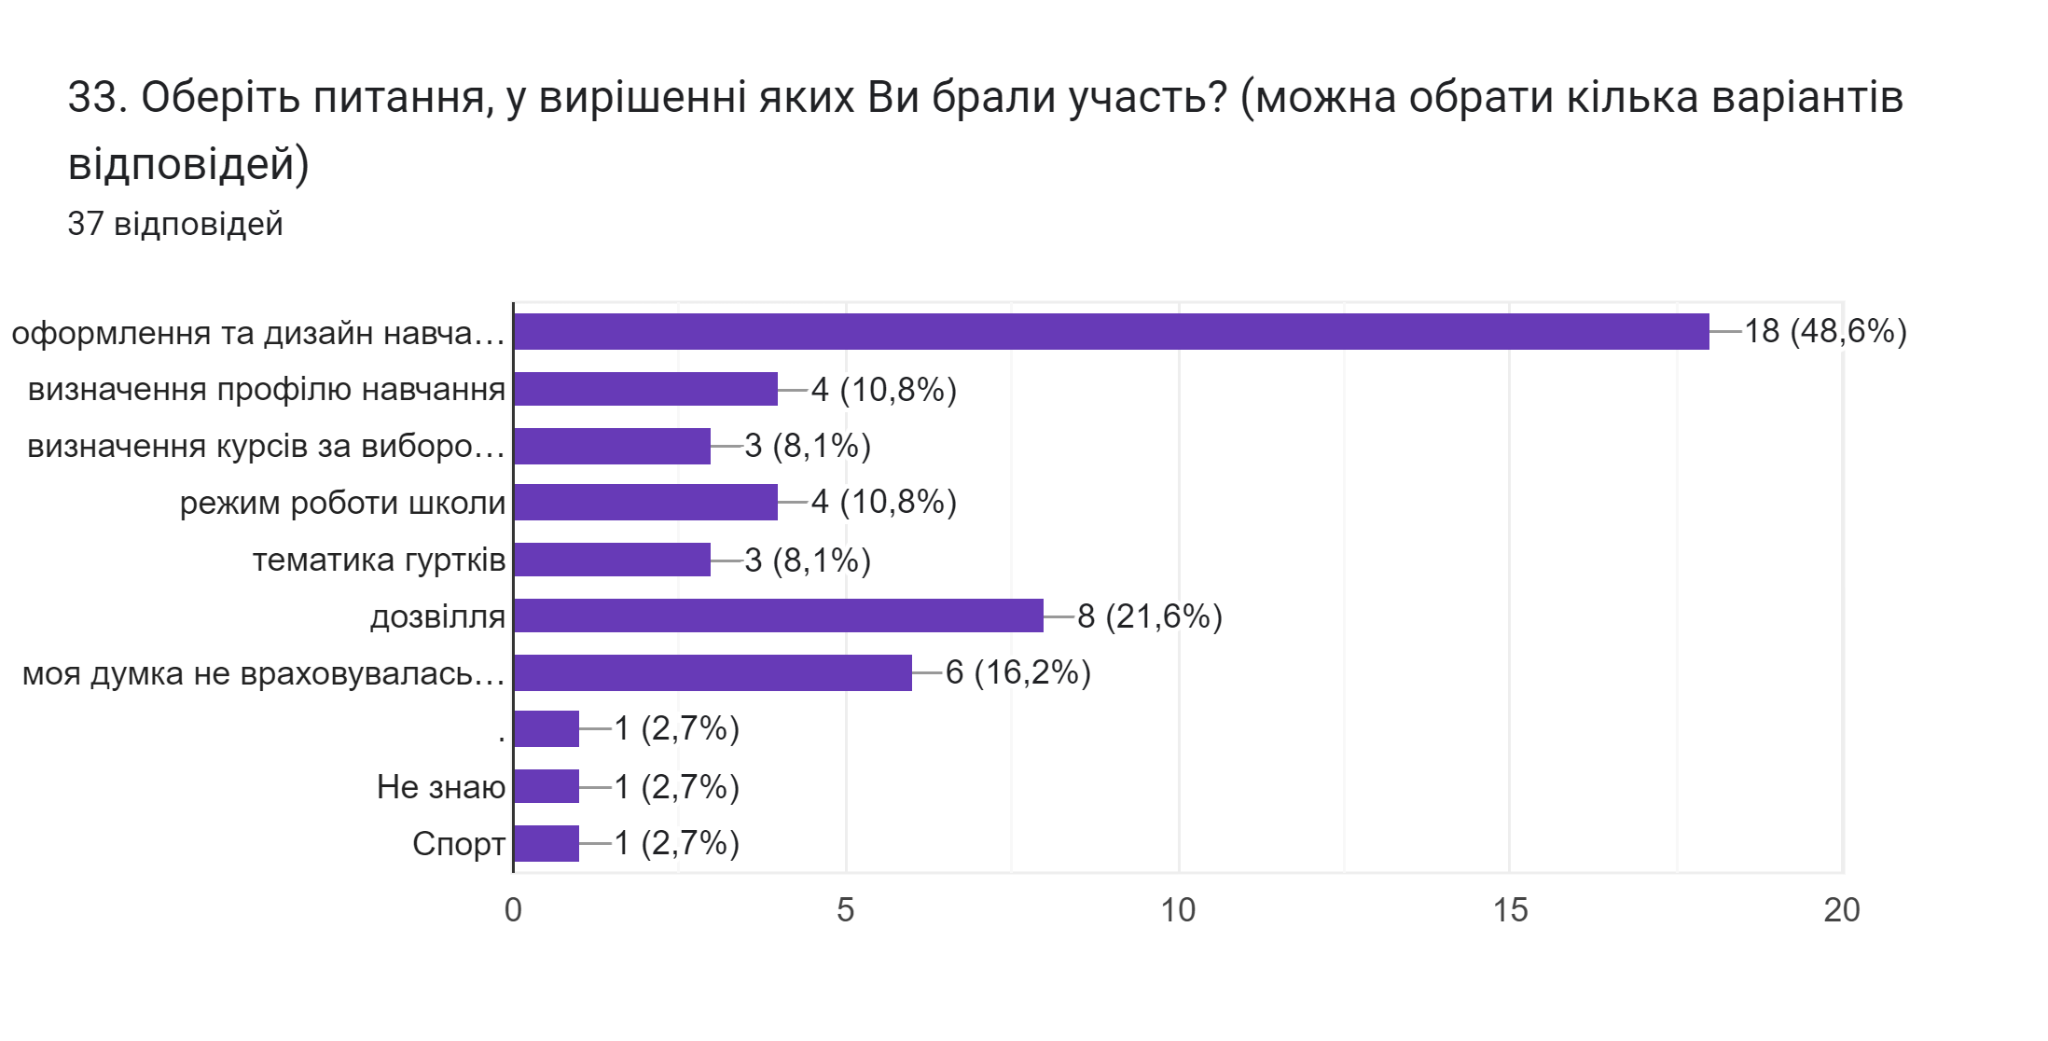 33. Оберіть питання, у вирішенні яких Ви брали участь? (можна обрати кілька варіантів
відповідей)
37 відповідей
оформлення та дизайн навча… 18 (48,6%)
визначення профілю навчання 4 (10,8%)
визначення курсів за виборо… 3 (8,1%)
режим роботи школи 4 (10,8%)
тематика гуртків 3 (8,1%)
дозвілля 8 (21,6%)
моя думка не враховувалась… 6 (16,2%)
. 1 (2,7%)
Не знаю 1 (2,7%)
Спорт 1 (2,7%)
0 5 10 15 20